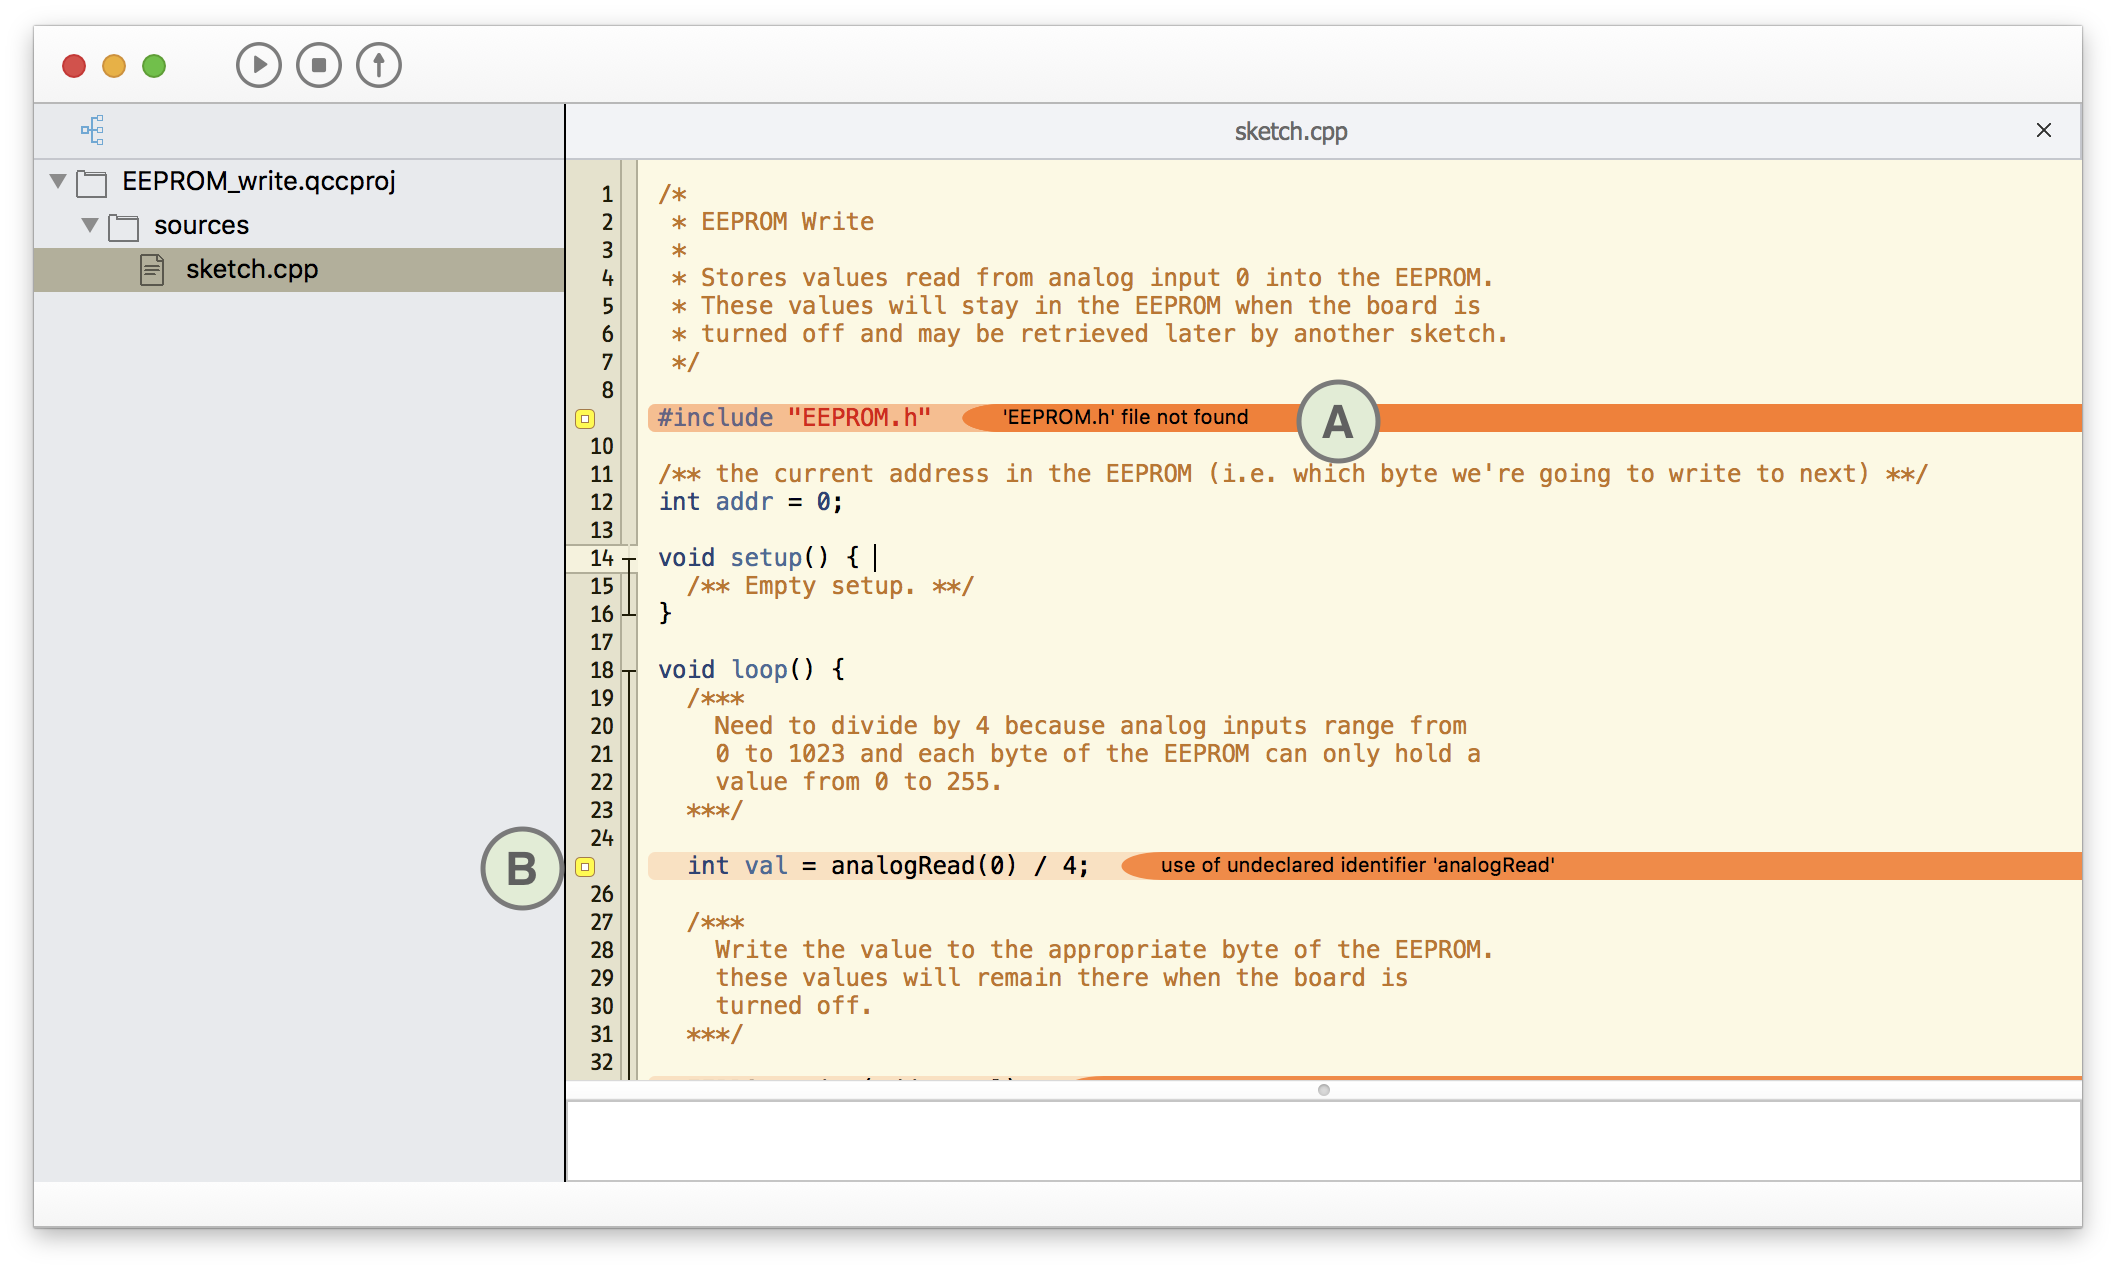 sketch.cpp
EEPROM_write.qccproj
sources
sketch.cpp
1 /*
2 * EEPROM Write
3 *
4 * Stores values read from analog input 0 into the EEPROM.
5 * These values will stay in the EEPROM when the board is
6 * turned off and may be retrieved later by another sketch.
7 */
8
#include "EEPROM.h" 'EEPROM.h' file not found A
10
11 /** the current address in the EEPROM (i.e. which byte we're going to write to next) **/
12 int addr = 0;
13
14 void setup() {
15 /** Empty setup. **/
16 }
17
18 void loop() {
19 /***
20 Need to divide by 4 because analog inputs range from
21 0 to 1023 and each byte of the EEPROM can only hold a
22 value from 0 to 255.
23 ***/
24
B int val = analogRead(0) / 4; use of undeclared identifier 'analogRead'
26
27 /***
28 Write the value to the appropriate byte of the EEPROM.
29 these values will remain there when the board is
30 turned off.
31 ***/
32